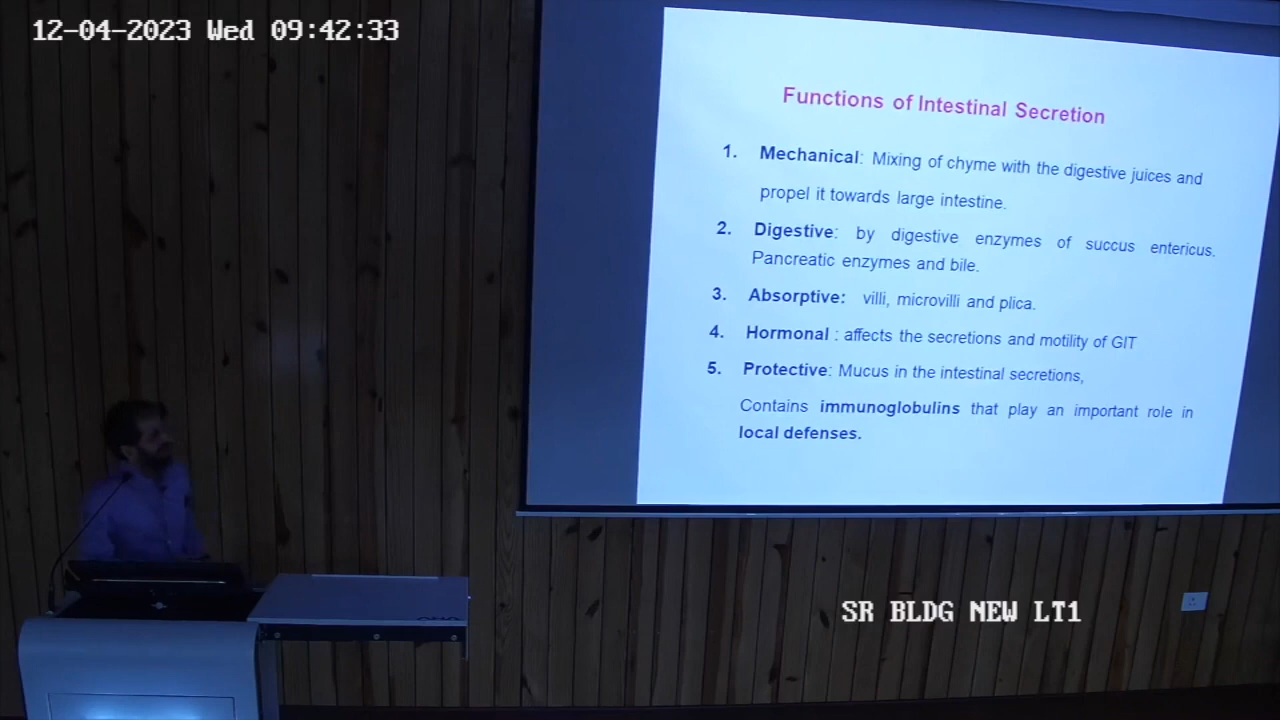 12-04-2023 Wed 09:42:33
Functions of Intestinal Secretion
1. Mechanical: Mixing of chyme with the digestive juices and
propel it towards large intestine.
2. Digestive: by digestive enzymes of succus entericus.
Pancreatic enzymes and bile.
3. Absorptive: villi, microvilli and plica.
4. Hormonal : affects the secretions and motility of GIT
5. Protective: Mucus in the intestinal secretions,
Contains immunoglobulins that play an important role in
local defenses.
SR BLDG NEW LT1